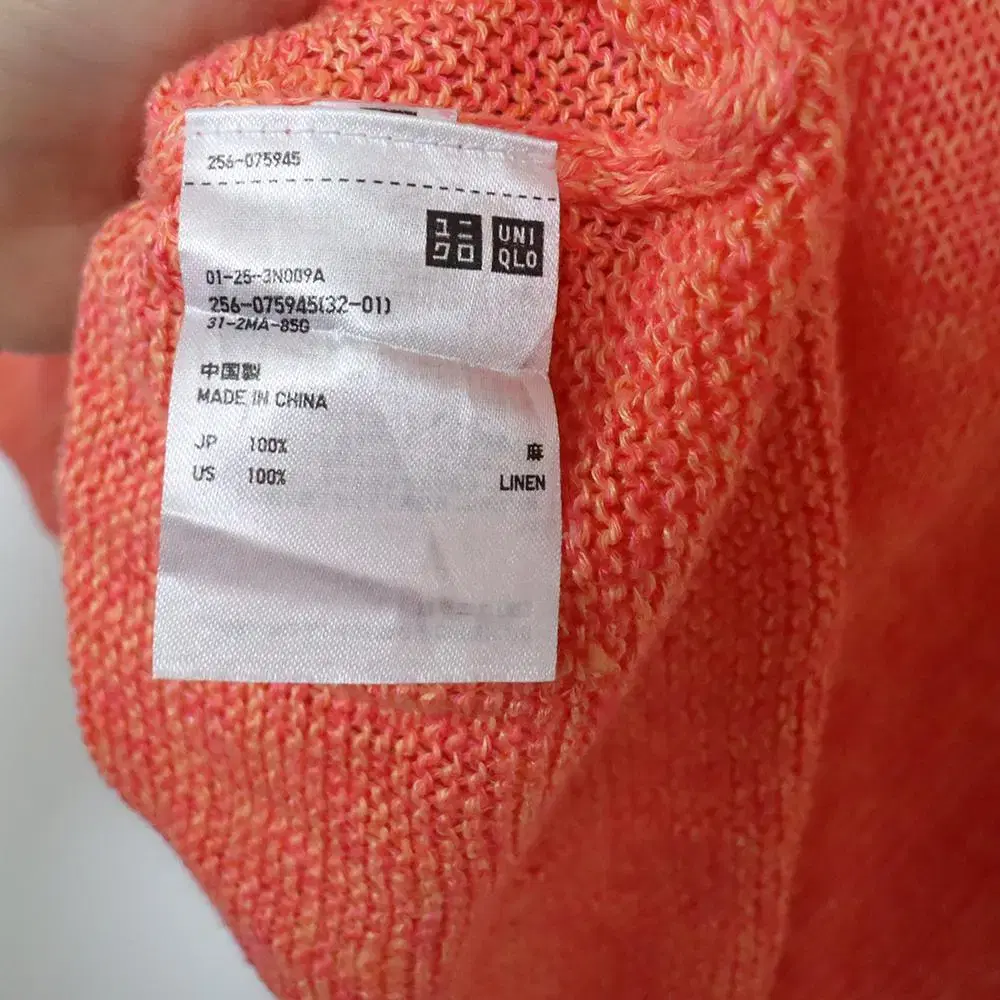 256-075945
ユニ
クロ
UNI
QLO
01-25-3N009A
256-075945(32-01)
31-2MA-85G
中国製
MADE IN CHINA
JP 100% 麻
US 100% LINEN